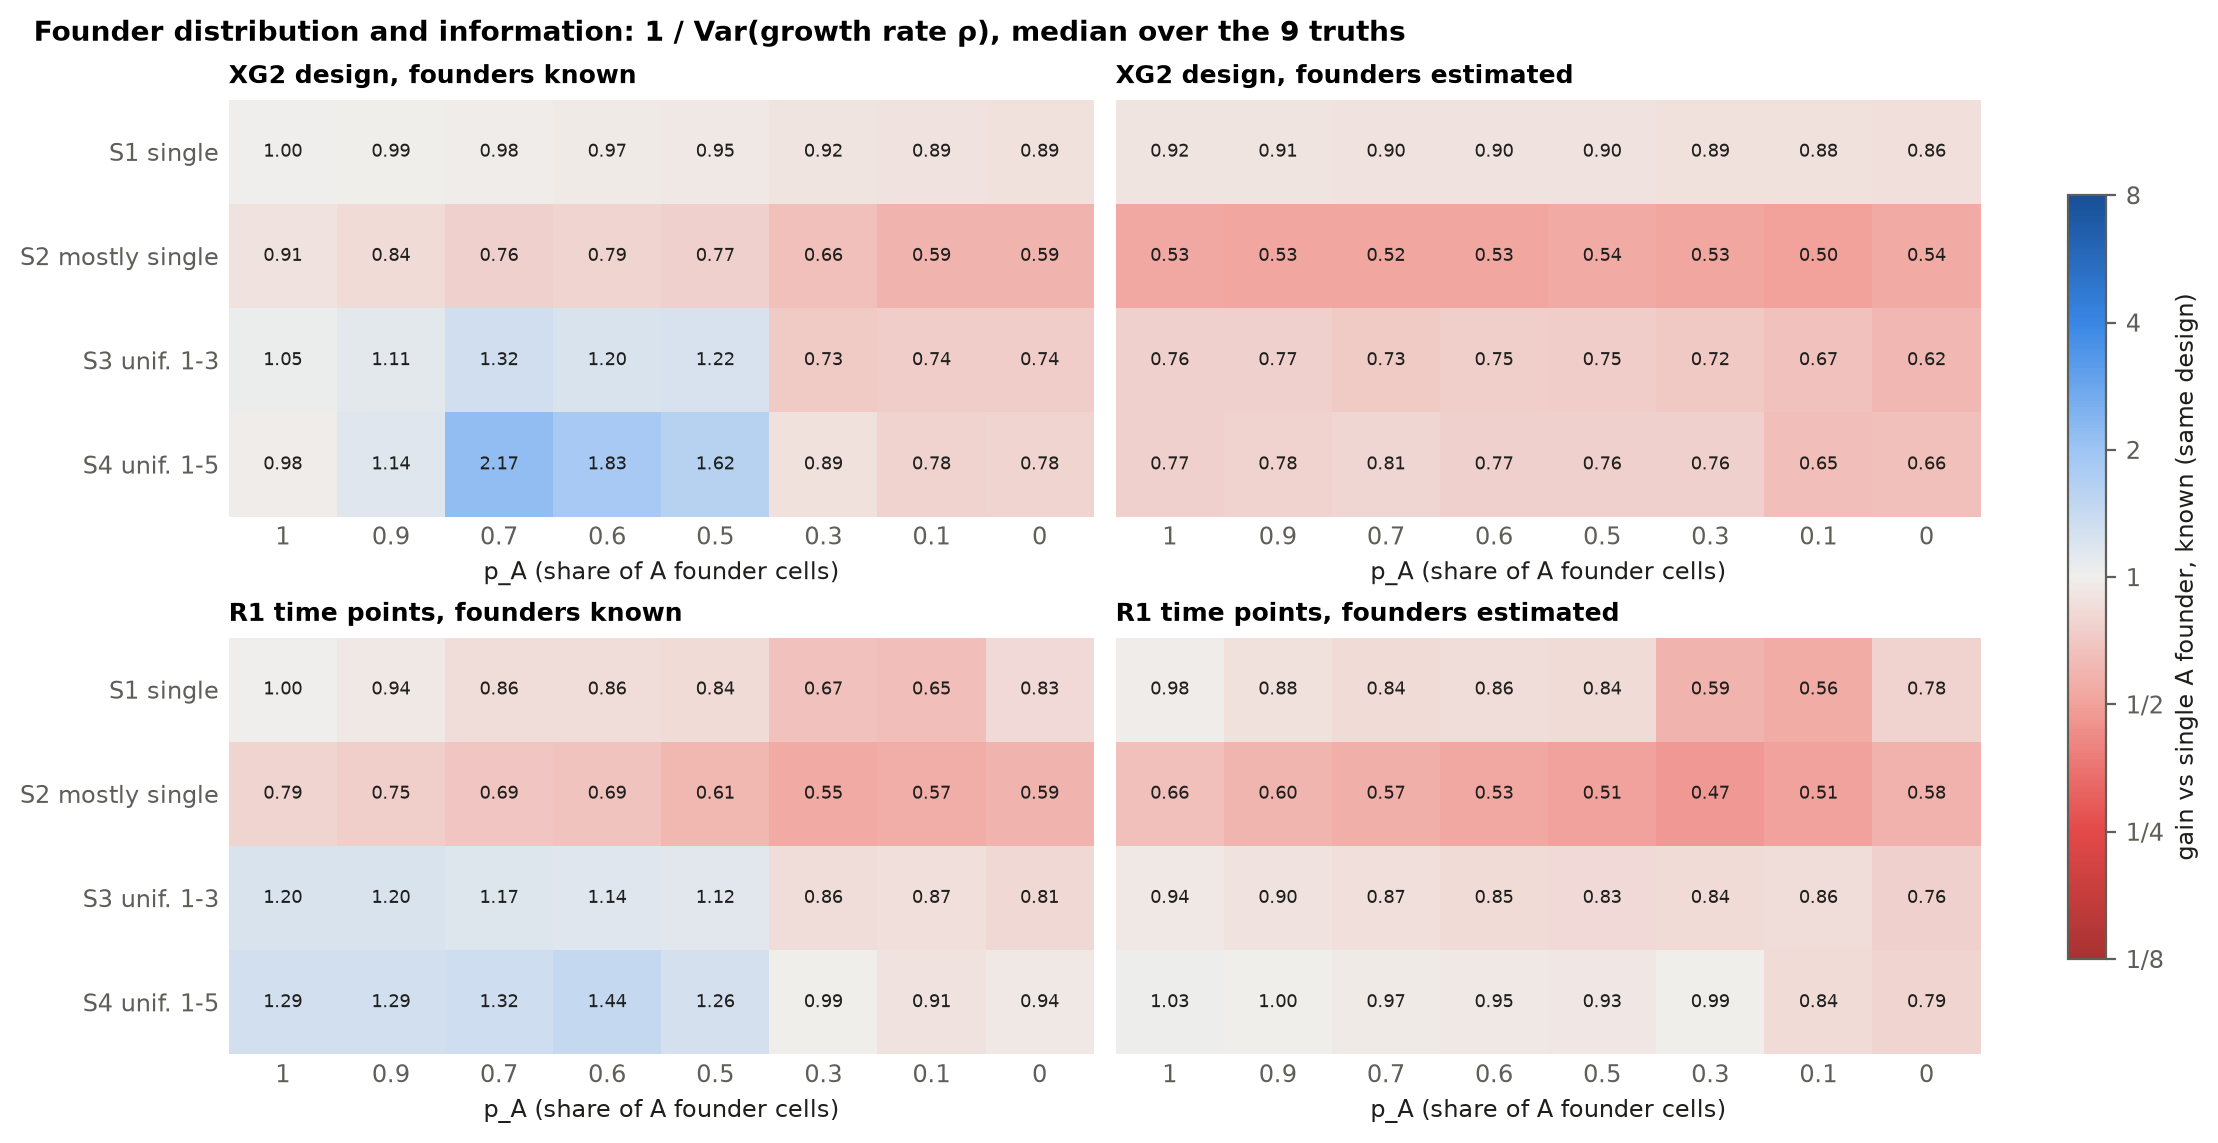 Founder distribution and information: 1 / Var(growth rate ρ), median over the 9 truths
XG2 design, founders known
S1 single 1.00 0.99 0.98 0.97 0.95 0.92 0.89 0.89
S2 mostly single 0.91 0.84 0.76 0.79 0.77 0.66 0.59 0.59
S3 unif. 1-3 1.05 1.11 1.32 1.20 1.22 0.73 0.74 0.74
S4 unif. 1-5 0.98 1.14 2.17 1.83 1.62 0.89 0.78 0.78
1 0.9 0.7 0.6 0.5 0.3 0.1 0
p_A (share of A founder cells)
XG2 design, founders estimated
0.92 0.91 0.90 0.90 0.90 0.89 0.88 0.86
0.53 0.53 0.52 0.53 0.54 0.53 0.50 0.54
0.76 0.77 0.73 0.75 0.75 0.72 0.67 0.62
0.77 0.78 0.81 0.77 0.76 0.76 0.65 0.66
1 0.9 0.7 0.6 0.5 0.3 0.1 0
p_A (share of A founder cells)
R1 time points, founders known
S1 single 1.00 0.94 0.86 0.86 0.84 0.67 0.65 0.83
S2 mostly single 0.79 0.75 0.69 0.69 0.61 0.55 0.57 0.59
S3 unif. 1-3 1.20 1.20 1.17 1.14 1.12 0.86 0.87 0.81
S4 unif. 1-5 1.29 1.29 1.32 1.44 1.26 0.99 0.91 0.94
1 0.9 0.7 0.6 0.5 0.3 0.1 0
p_A (share of A founder cells)
R1 time points, founders estimated
0.98 0.88 0.84 0.86 0.84 0.59 0.56 0.78
0.66 0.60 0.57 0.53 0.51 0.47 0.51 0.58
0.94 0.90 0.87 0.85 0.83 0.84 0.86 0.76
1.03 1.00 0.97 0.95 0.93 0.99 0.84 0.79
1 0.9 0.7 0.6 0.5 0.3 0.1 0
p_A (share of A founder cells)
8
4
2
1
1/2
1/4
1/8
gain vs single A founder, known (same design)